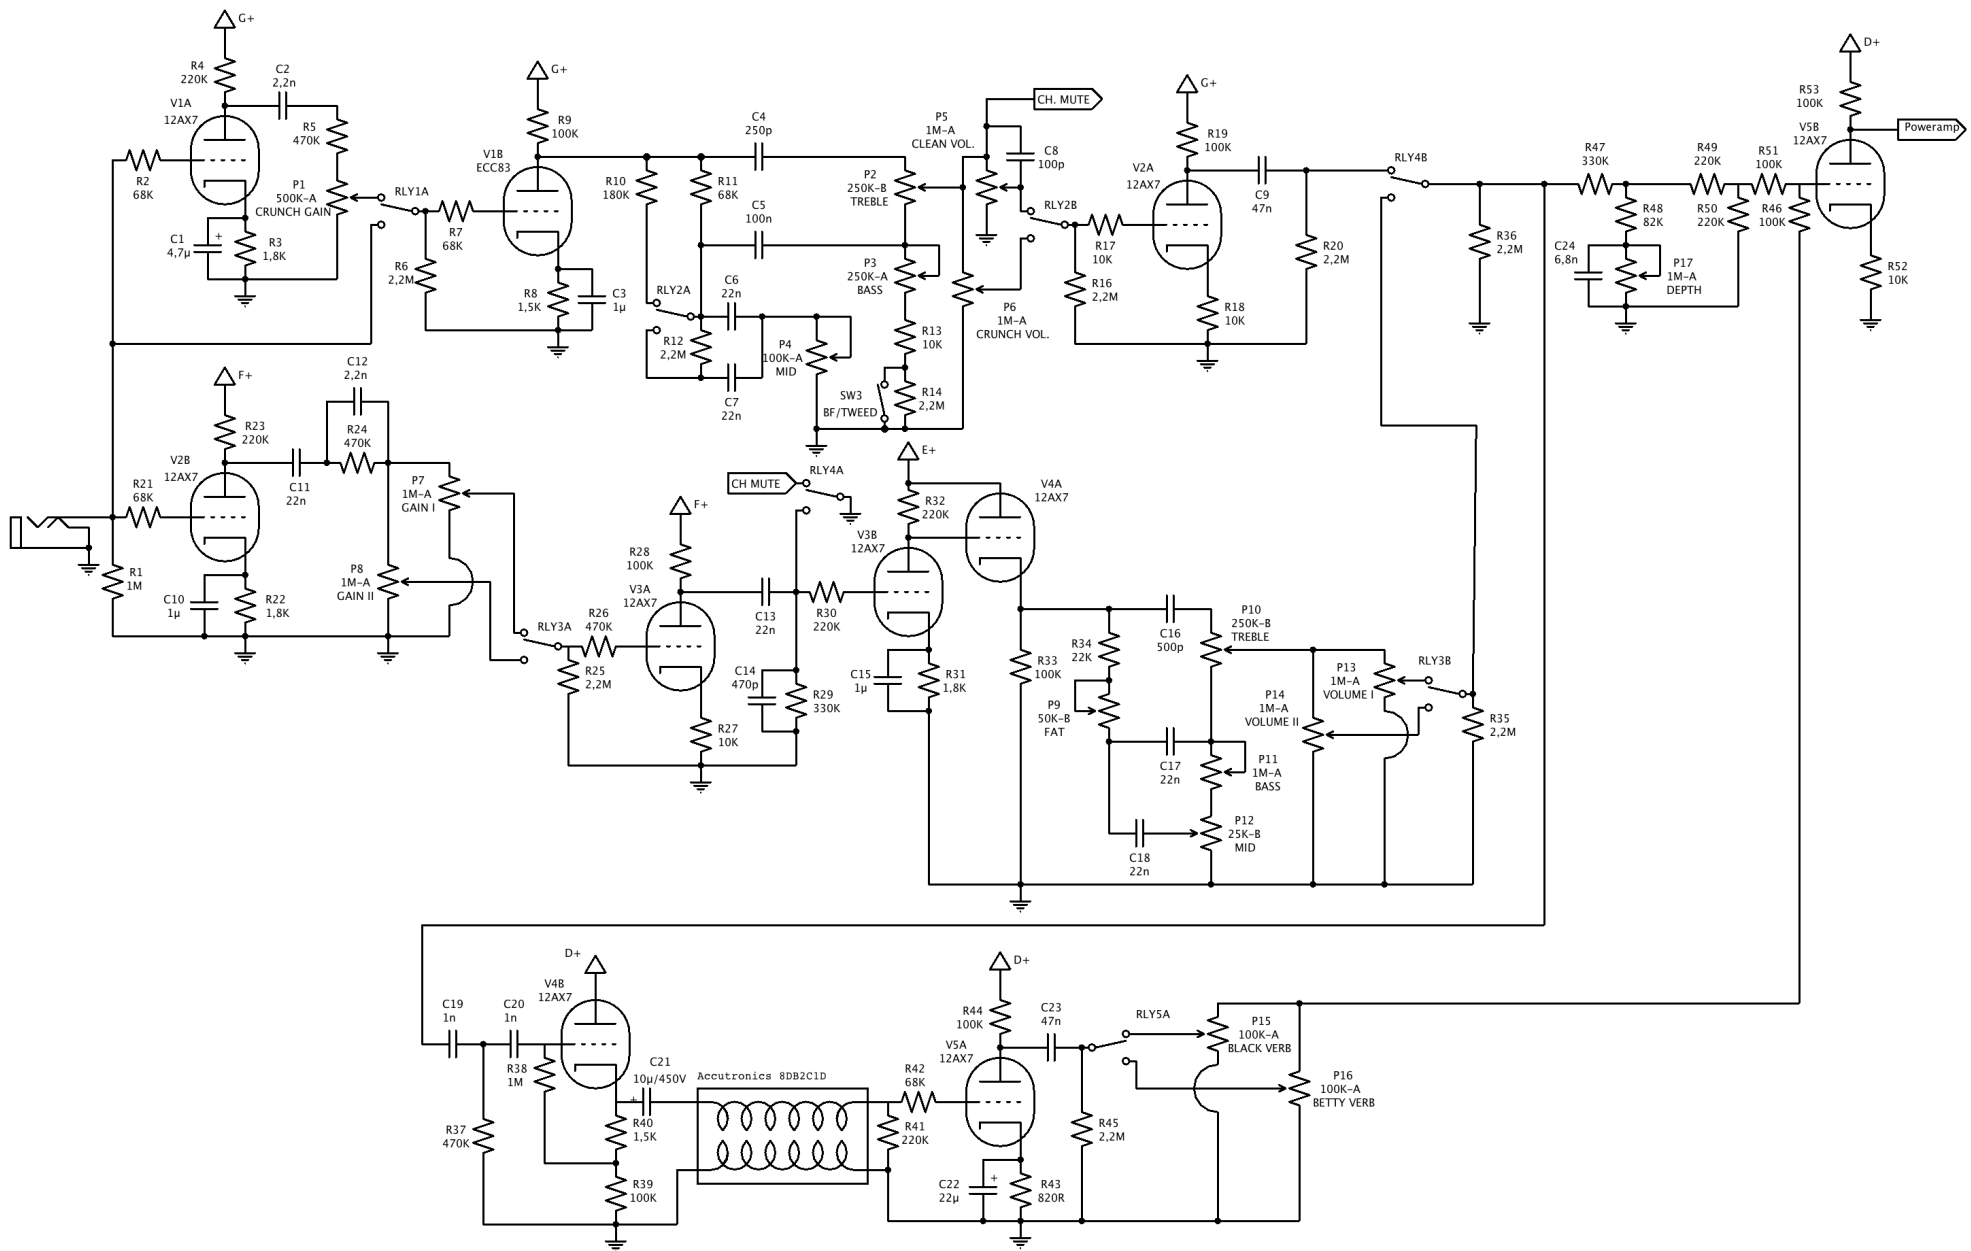 G+
R4
220K
C2
2,2n
V1A
12AX7
R5
470K
R2
68K
P1
500K-A
CRUNCH GAIN
RLY1A
C1
4,7µ
+
R3
1,8K
R7
68K
R6
2,2M
G+
R9
100K
V1B
ECC83
R8
1,5K
C3
1µ
C4
250p
R10
180K
R11
68K
C5
100n
P2
250K-B
TREBLE
P3
250K-A
BASS
RLY2A
C6
22n
R12
2,2M
C7
22n
P4
100K-A
MID
R13
10K
R14
2,2M
SW3
BF/TWEED
CH. MUTE
P5
1M-A
CLEAN VOL.
C8
100p
RLY2B
P6
1M-A
CRUNCH VOL.
R17
10K
R16
2,2M
G+
R19
100K
V2A
12AX7
R18
10K
C9
47n
R20
2,2M
RLY4B
R36
2,2M
R47
330K
R48
82K
C24
6,8n
P17
1M-A
DEPTH
R49
220K
R50
220K
R51
100K
R46
100K
D+
R53
100K
V5B
12AX7
Poweramp
R52
10K
F+
R23
220K
C12
2,2n
R24
470K
V2B
12AX7
R21
68K
C11
22n
P7
1M-A
GAIN I
R1
1M
C10
1µ
R22
1,8K
P8
1M-A
GAIN II
RLY3A
R26
470K
R25
2,2M
F+
R28
100K
V3A
12AX7
R27
10K
CH MUTE
RLY4A
C13
22n
R30
220K
C14
470p
R29
330K
E+
R32
220K
V3B
12AX7
V4A
12AX7
C15
1µ
R31
1,8K
R33
100K
R34
22K
P9
50K-B
FAT
C16
500p
P10
250K-B
TREBLE
C17
22n
P11
1M-A
BASS
C18
22n
P12
25K-B
MID
P14
1M-A
VOLUME II
P13
1M-A
VOLUME I
RLY3B
R35
2,2M
C19
1n
C20
1n
R37
470K
D+
V4B
12AX7
R38
1M
R40
1,5K
R39
100K
C21
10µ/450V
+
Accutronics 8DB2C1D
R41
220K
R42
68K
D+
R44
100K
V5A
12AX7
C22
22µ
+
R43
820R
C23
47n
R45
2,2M
RLY5A
P15
100K-A
BLACK VERB
P16
100K-A
BETTY VERB